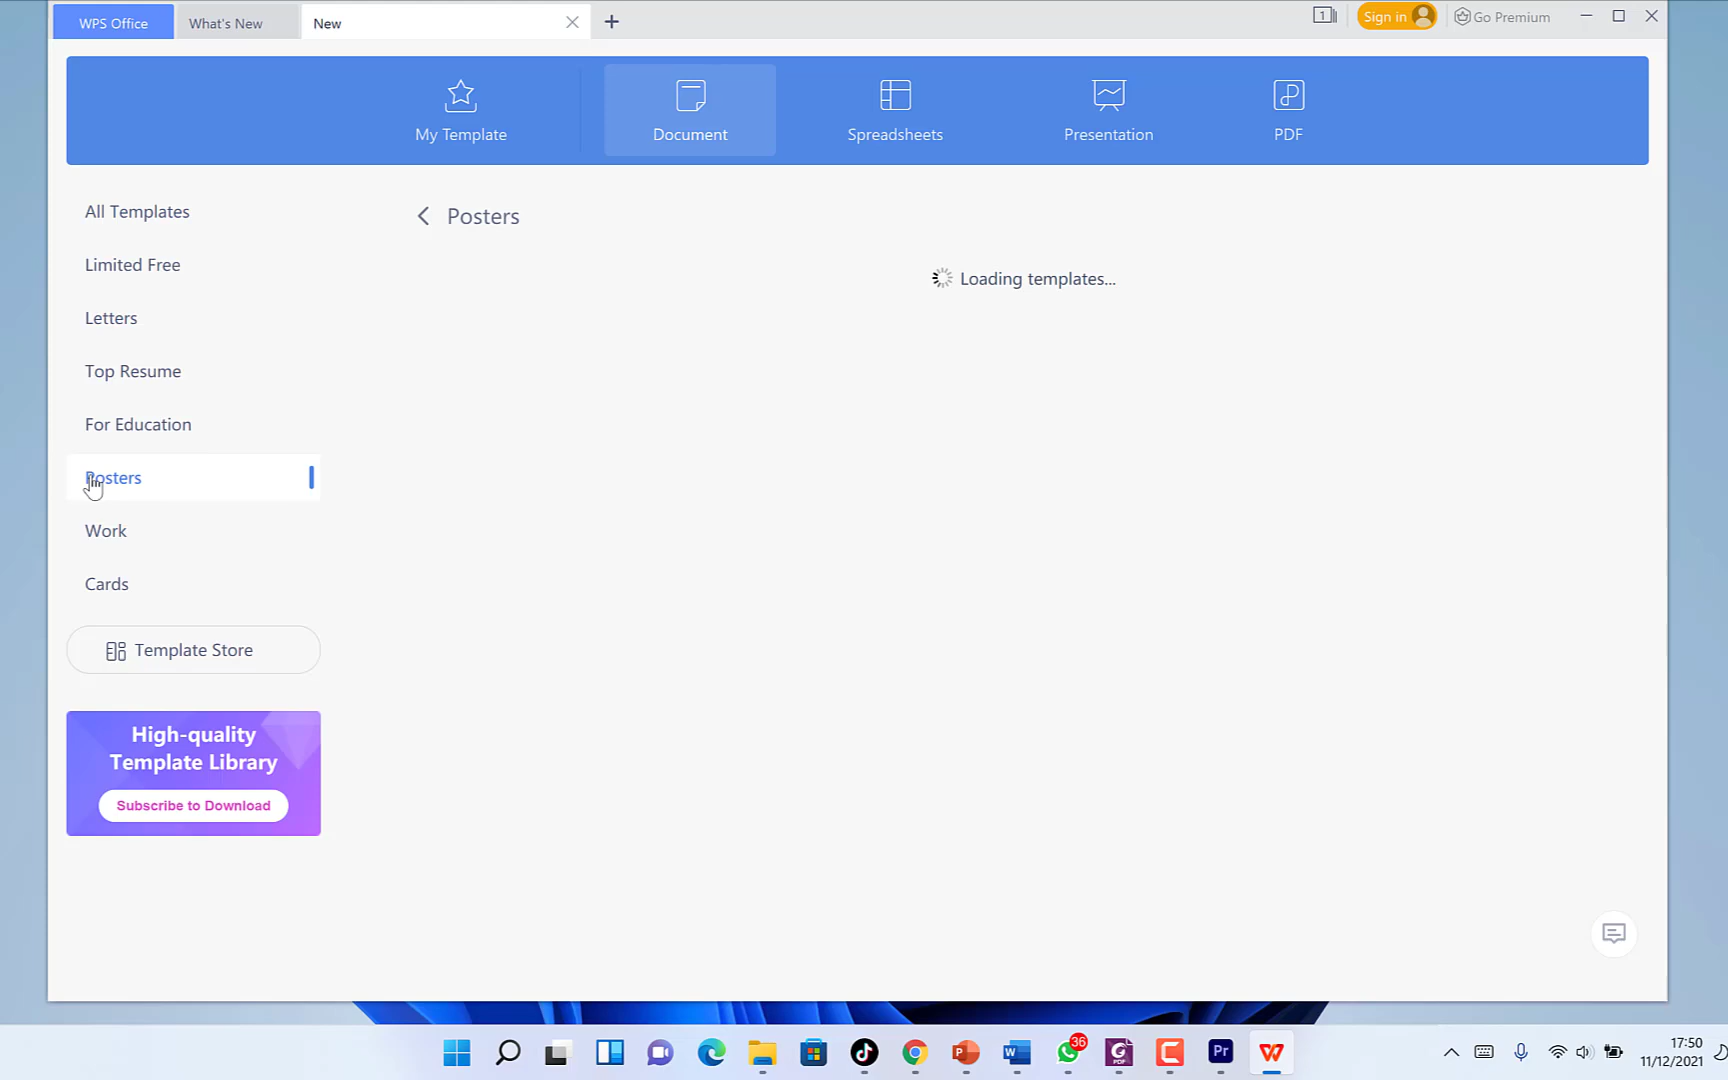 WPS Office
What's New
New
1
Sign in
Go Premium
My Template
Document
Spreadsheets
Presentation
PDF
All Templates
Limited Free
Letters
Top Resume
For Education
Posters
Work
Cards
Template Store
High-quality
Template Library
Subscribe to Download
Posters
Loading templates...
36
Pr
17:50
11/12/2021